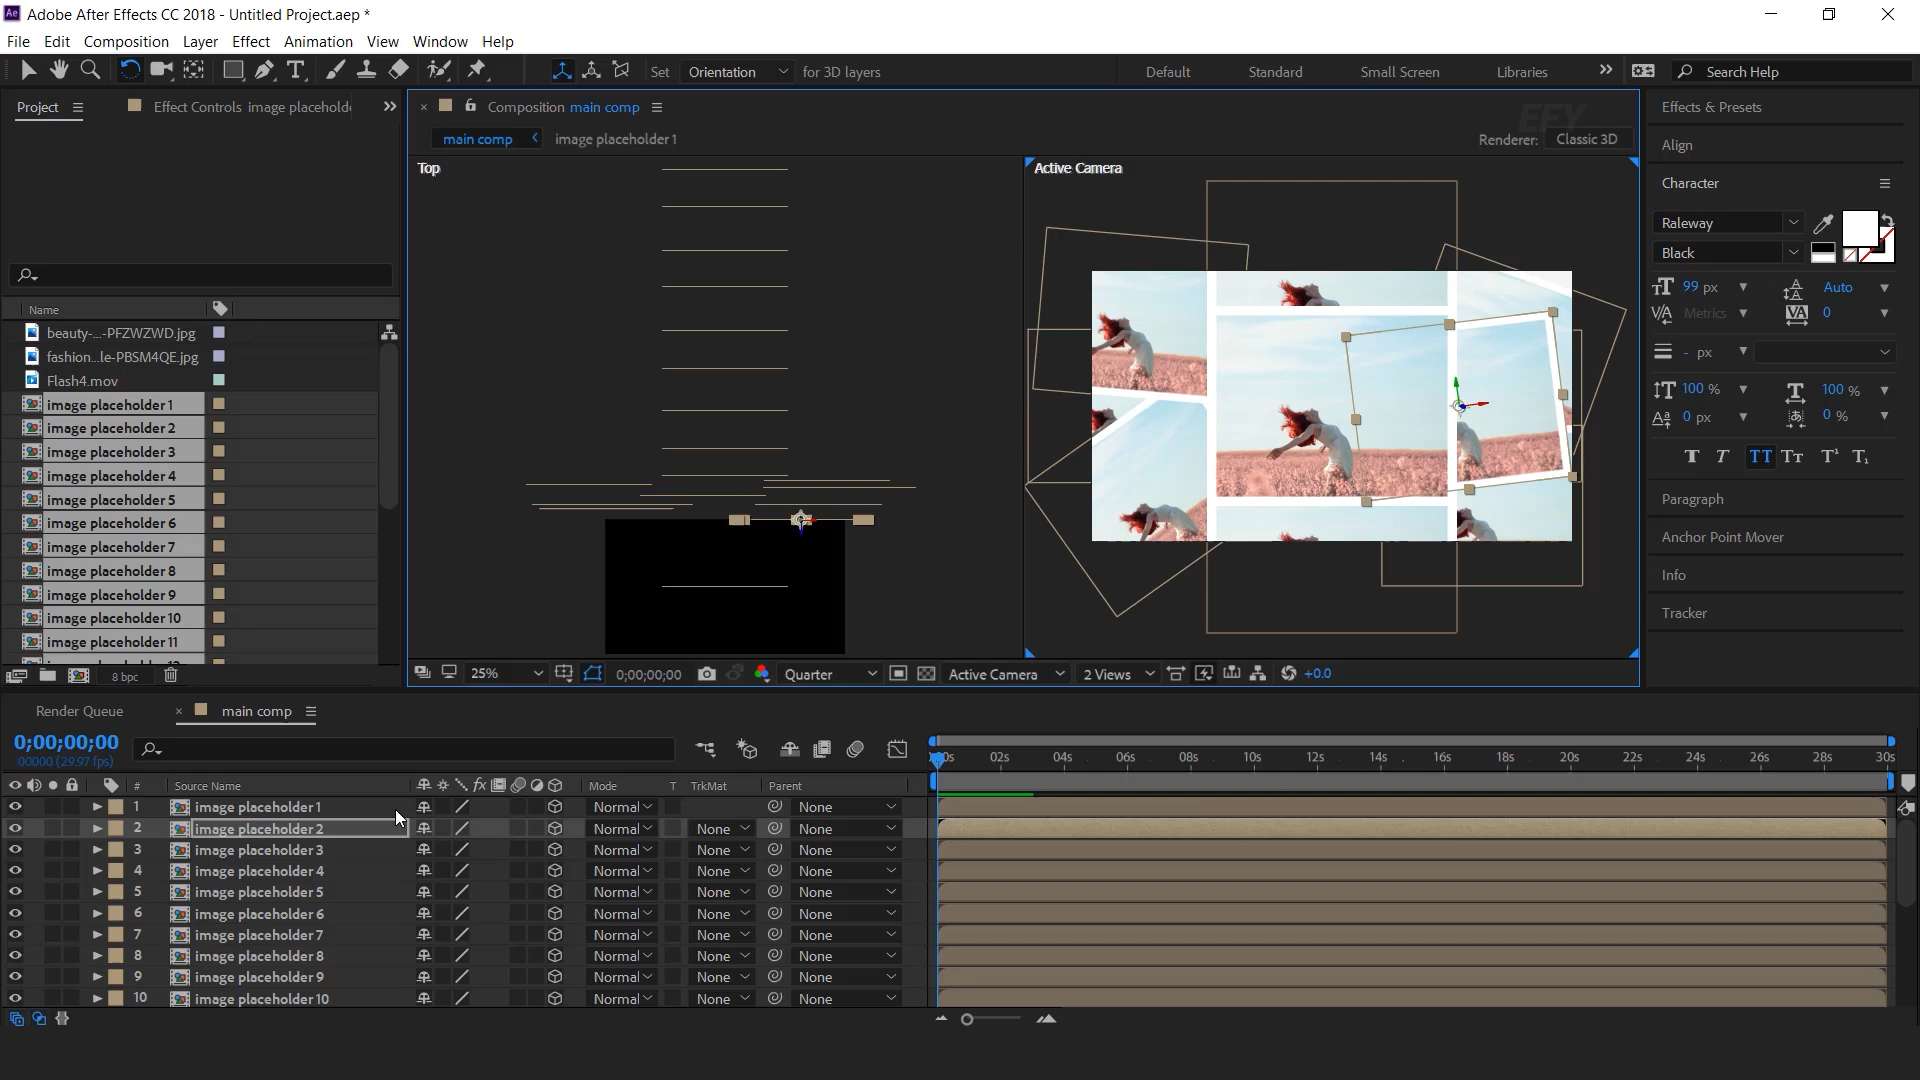 Adobe After Effects CC 2018 - Untitled Project.aep *
File Edit Composition Layer Effect Animation View Window Help
Set Orientation for 3D layers Default Standard Small Screen Libraries Search Help
Project Effect Controls image placeholde
Composition main comp
main comp image placeholder 1
EFY
Renderer: Classic 3D
Top
Active Camera
Name
beauty-...-PFZWZWD.jpg
fashion...le-PBSM4QE.jpg
Flash4.mov
image placeholder 1
image placeholder 2
image placeholder 3
image placeholder 4
image placeholder 5
image placeholder 6
image placeholder 7
image placeholder 8
image placeholder 9
image placeholder 10
image placeholder 11
8 bpc
25% 0;00;00;00 Quarter Active Camera 2 Views +0.0
Effects & Presets
Align
Character
Raleway
Black
99 px Auto
Metrics 0
- px
100 % 100 %
0 px 0 %
T T TT Tt T¹ T₁
Paragraph
Anchor Point Mover
Info
Tracker
Render Queue main comp
0;00;00;00
00000 (29.97 fps)
0s 02s 04s 06s 08s 10s 12s 14s 16s 18s 20s 22s 24s 26s 28s 30s
# Source Name Mode T TrkMat Parent
1 image placeholder 1 Normal None
2 image placeholder 2 Normal None None
3 image placeholder 3 Normal None None
4 image placeholder 4 Normal None None
5 image placeholder 5 Normal None None
6 image placeholder 6 Normal None None
7 image placeholder 7 Normal None None
8 image placeholder 8 Normal None None
9 image placeholder 9 Normal None None
10 image placeholder 10 Normal None None